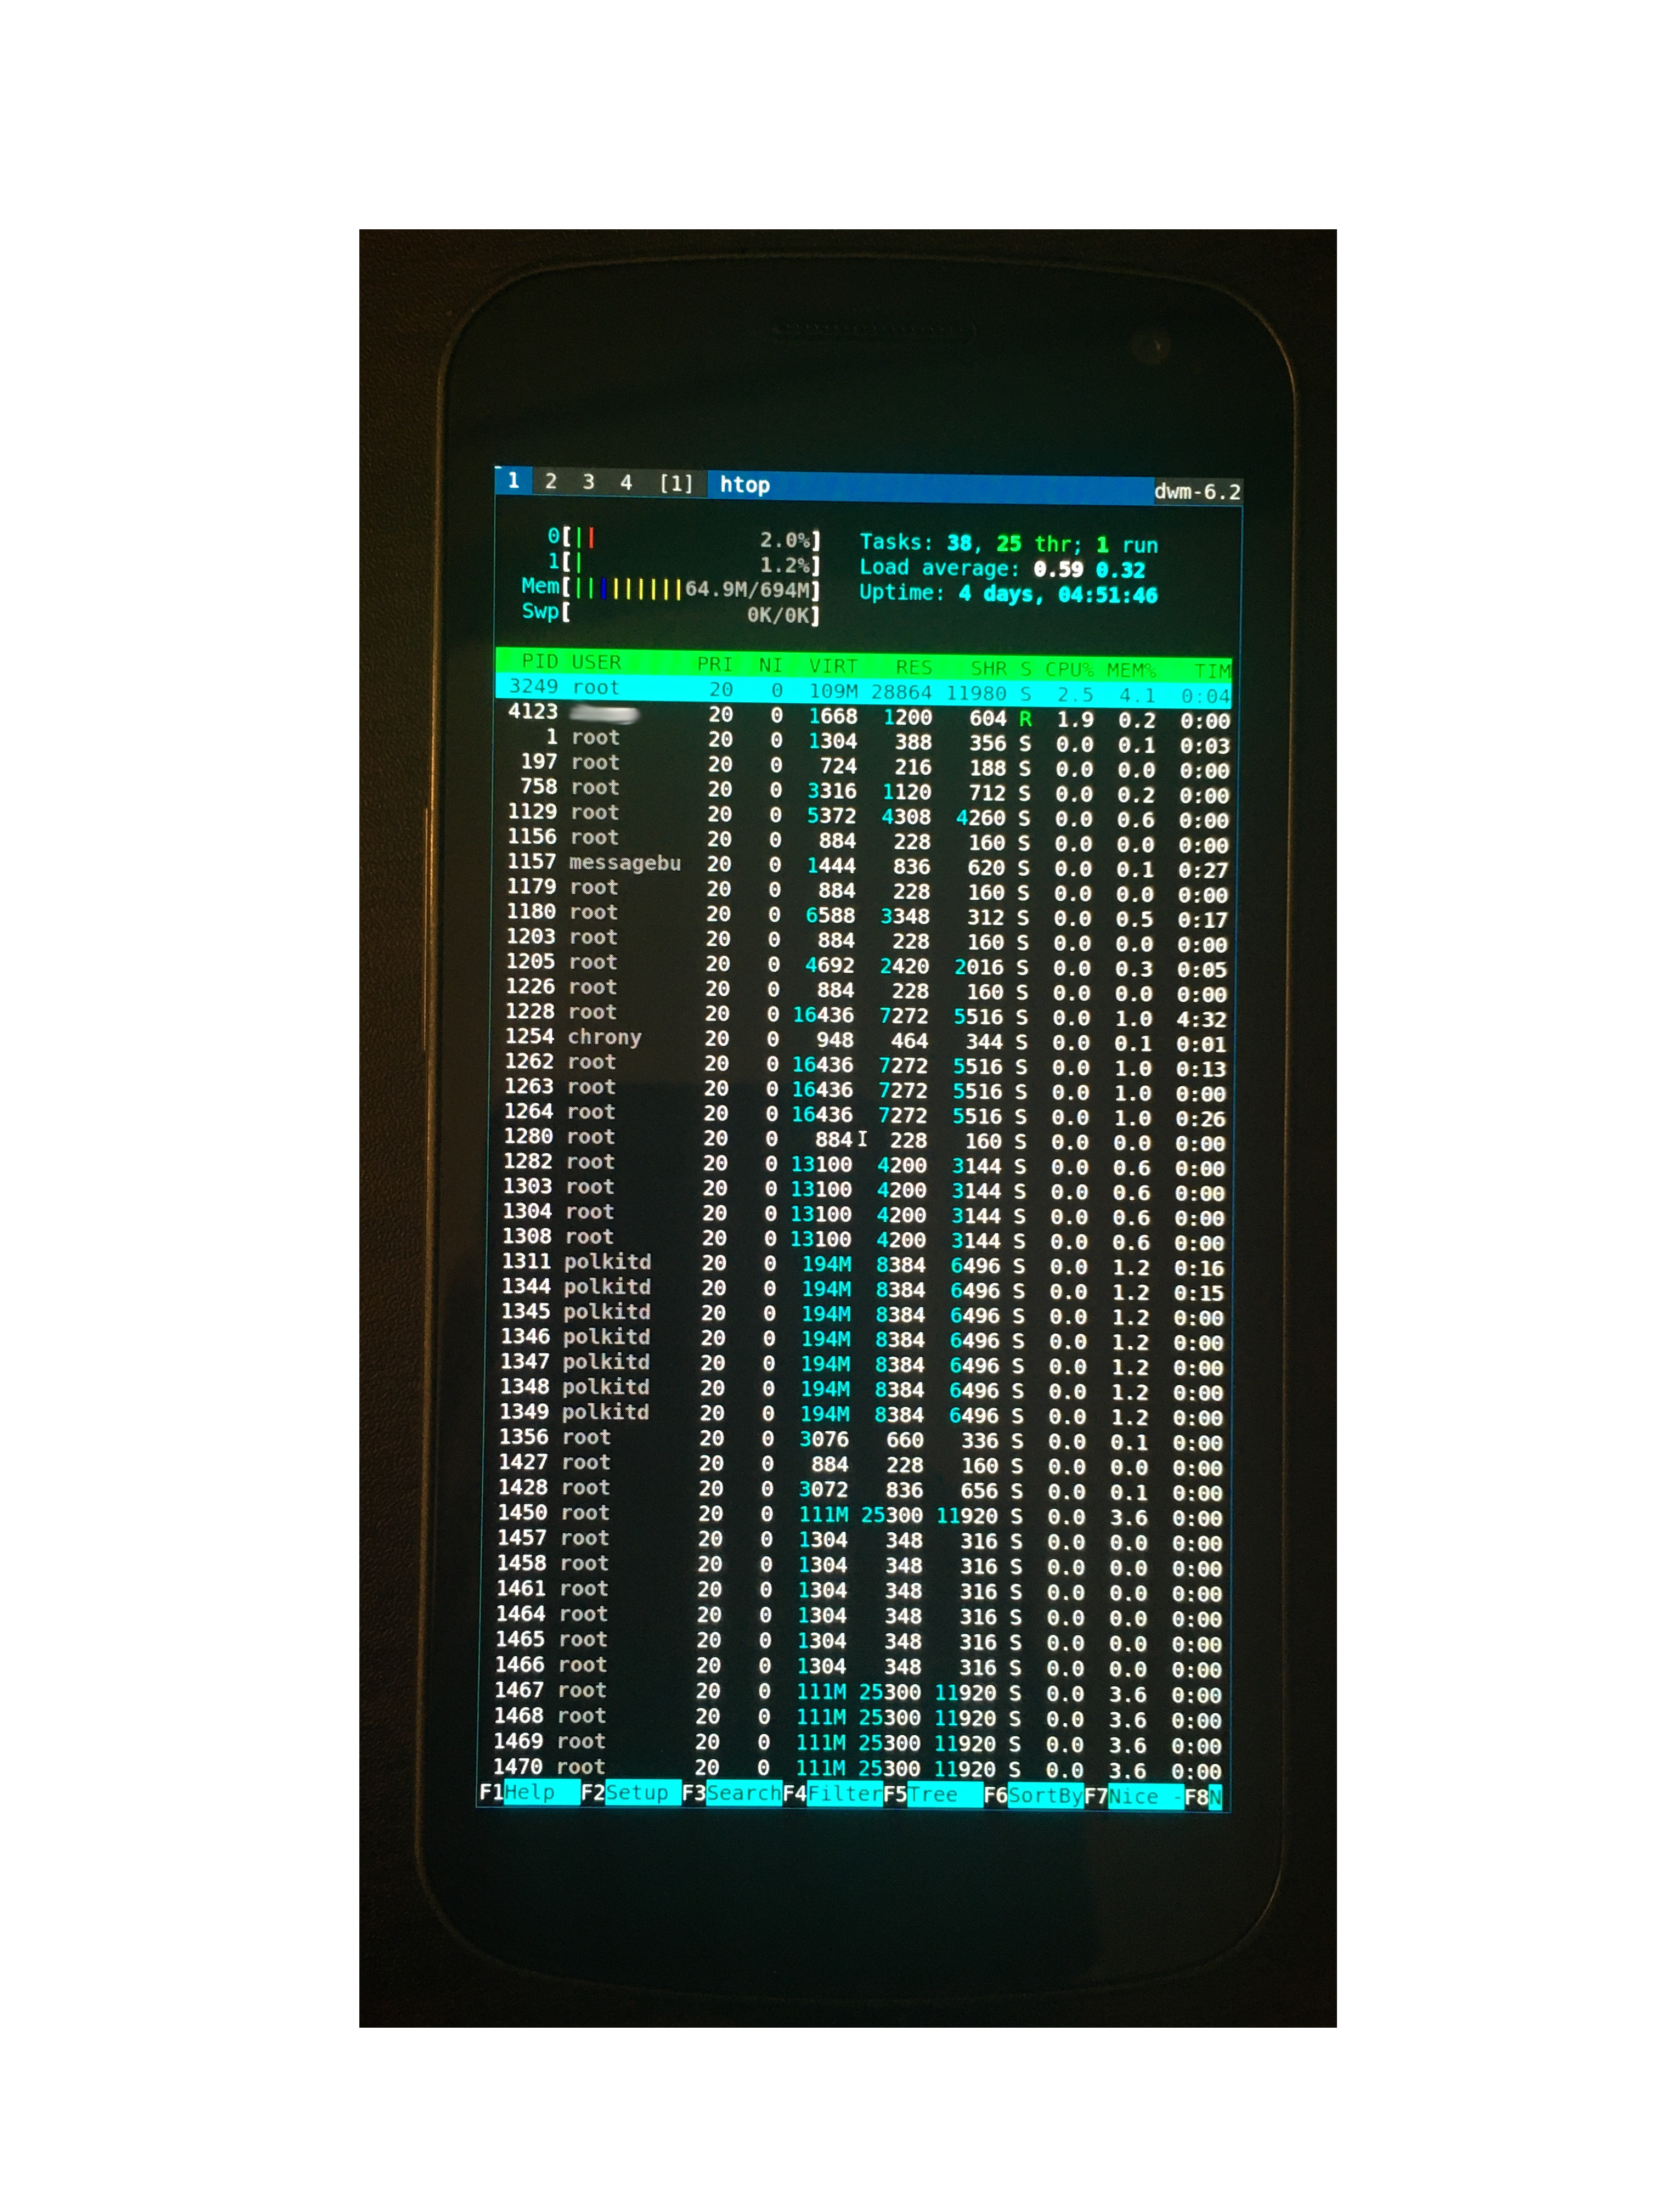 1 2 3 4 [1] htop dwm-6.2
0[|| 2.0%] Tasks: 38, 25 thr; 1 run
1[| 1.2%] Load average: 0.59 0.32
Mem[|||||||||64.9M/694M] Uptime: 4 days, 04:51:46
Swp[ 0K/0K]
PID USER PRI NI VIRT RES SHR S CPU% MEM% TIM
3249 root 20 0 109M 28864 11980 S 2.5 4.1 0:04
4123 20 0 1668 1200 604 R 1.9 0.2 0:00
1 root 20 0 1304 388 356 S 0.0 0.1 0:03
197 root 20 0 724 216 188 S 0.0 0.0 0:00
758 root 20 0 3316 1120 712 S 0.0 0.2 0:00
1129 root 20 0 5372 4308 4260 S 0.0 0.6 0:00
1156 root 20 0 884 228 160 S 0.0 0.0 0:00
1157 messagebu 20 0 1444 836 620 S 0.0 0.1 0:27
1179 root 20 0 884 228 160 S 0.0 0.0 0:00
1180 root 20 0 6588 3348 312 S 0.0 0.5 0:17
1203 root 20 0 884 228 160 S 0.0 0.0 0:00
1205 root 20 0 4692 2420 2016 S 0.0 0.3 0:05
1226 root 20 0 884 228 160 S 0.0 0.0 0:00
1228 root 20 0 16436 7272 5516 S 0.0 1.0 4:32
1254 chrony 20 0 948 464 344 S 0.0 0.1 0:01
1262 root 20 0 16436 7272 5516 S 0.0 1.0 0:13
1263 root 20 0 16436 7272 5516 S 0.0 1.0 0:00
1264 root 20 0 16436 7272 5516 S 0.0 1.0 0:26
1280 root 20 0 884 228 160 S 0.0 0.0 0:00
1282 root 20 0 13100 4200 3144 S 0.0 0.6 0:00
1303 root 20 0 13100 4200 3144 S 0.0 0.6 0:00
1304 root 20 0 13100 4200 3144 S 0.0 0.6 0:00
1308 root 20 0 13100 4200 3144 S 0.0 0.6 0:00
1311 polkitd 20 0 194M 8384 6496 S 0.0 1.2 0:16
1344 polkitd 20 0 194M 8384 6496 S 0.0 1.2 0:15
1345 polkitd 20 0 194M 8384 6496 S 0.0 1.2 0:00
1346 polkitd 20 0 194M 8384 6496 S 0.0 1.2 0:00
1347 polkitd 20 0 194M 8384 6496 S 0.0 1.2 0:00
1348 polkitd 20 0 194M 8384 6496 S 0.0 1.2 0:00
1349 polkitd 20 0 194M 8384 6496 S 0.0 1.2 0:00
1356 root 20 0 3076 660 336 S 0.0 0.1 0:00
1427 root 20 0 884 228 160 S 0.0 0.0 0:00
1428 root 20 0 3072 836 656 S 0.0 0.1 0:00
1450 root 20 0 111M 25300 11920 S 0.0 3.6 0:00
1457 root 20 0 1304 348 316 S 0.0 0.0 0:00
1458 root 20 0 1304 348 316 S 0.0 0.0 0:00
1461 root 20 0 1304 348 316 S 0.0 0.0 0:00
1464 root 20 0 1304 348 316 S 0.0 0.0 0:00
1465 root 20 0 1304 348 316 S 0.0 0.0 0:00
1466 root 20 0 1304 348 316 S 0.0 0.0 0:00
1467 root 20 0 111M 25300 11920 S 0.0 3.6 0:00
1468 root 20 0 111M 25300 11920 S 0.0 3.6 0:00
1469 root 20 0 111M 25300 11920 S 0.0 3.6 0:00
1470 root 20 0 111M 25300 11920 S 0.0 3.6 0:00
F1Help F2Setup F3SearchF4FilterF5Tree F6SortByF7Nice -F8N